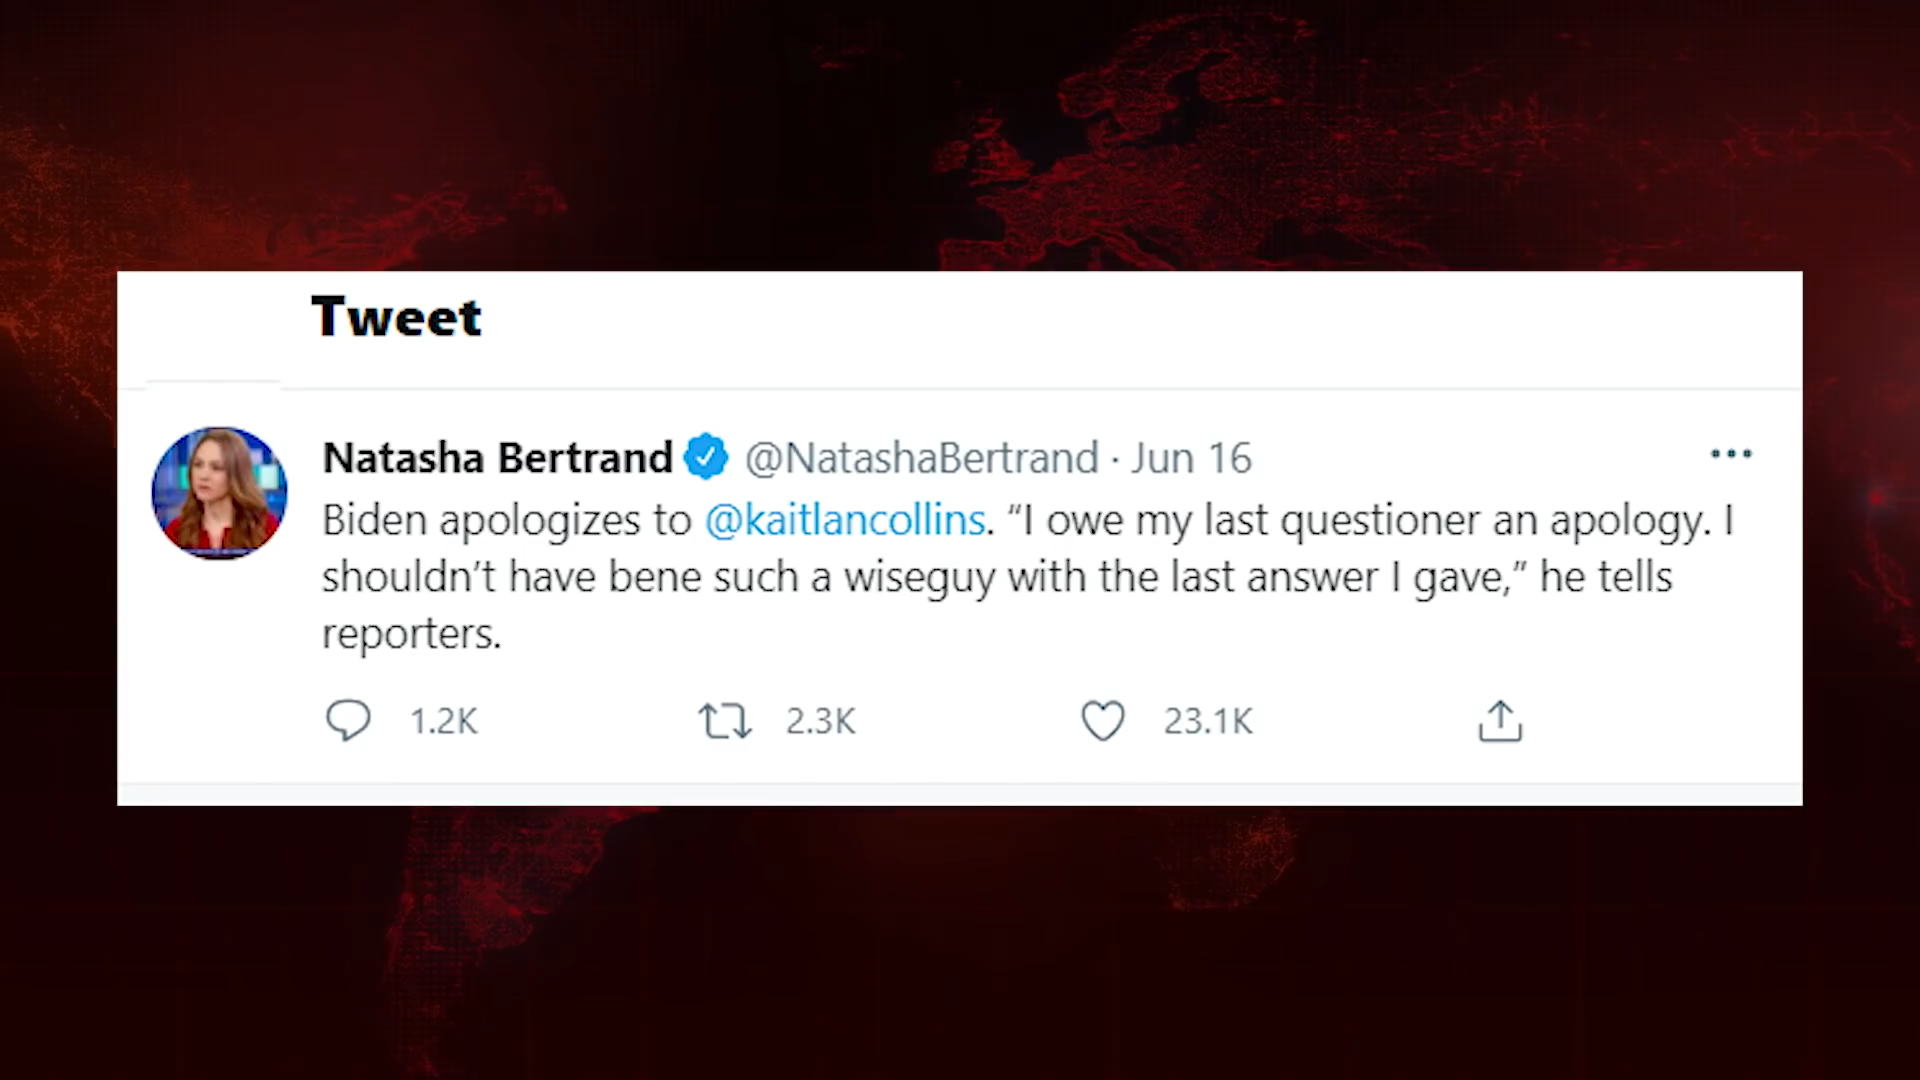 Tweet
Natasha Bertrand @NatashaBertrand · Jun 16
Biden apologizes to @kaitlancollins. “I owe my last questioner an apology. I
shouldn’t have bene such a wiseguy with the last answer I gave,” he tells
reporters.
1.2K 2.3K 23.1K